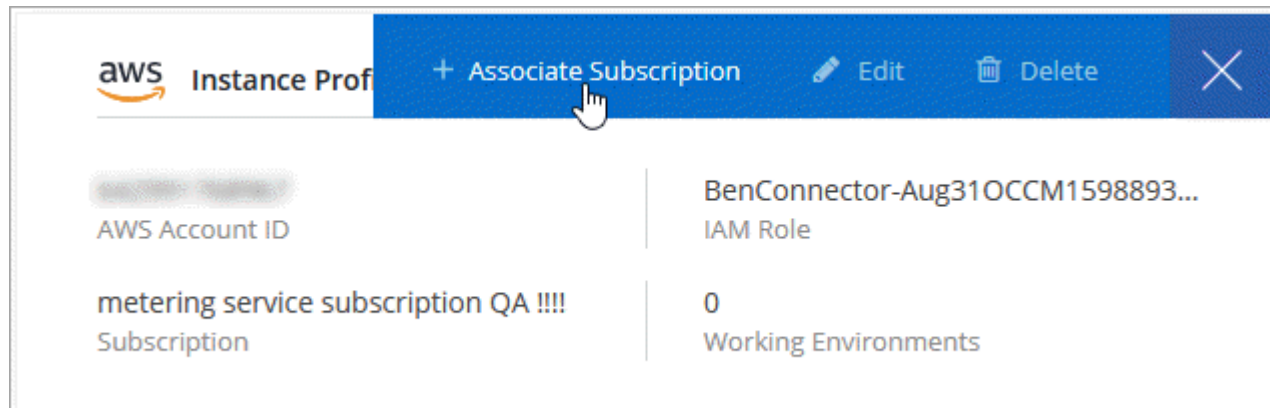 aws Instance Prof + Associate Subscription Edit Delete
BenConnector-Aug31OCCM1598893...
AWS Account ID IAM Role
metering service subscription QA !!!! 0
Subscription Working Environments